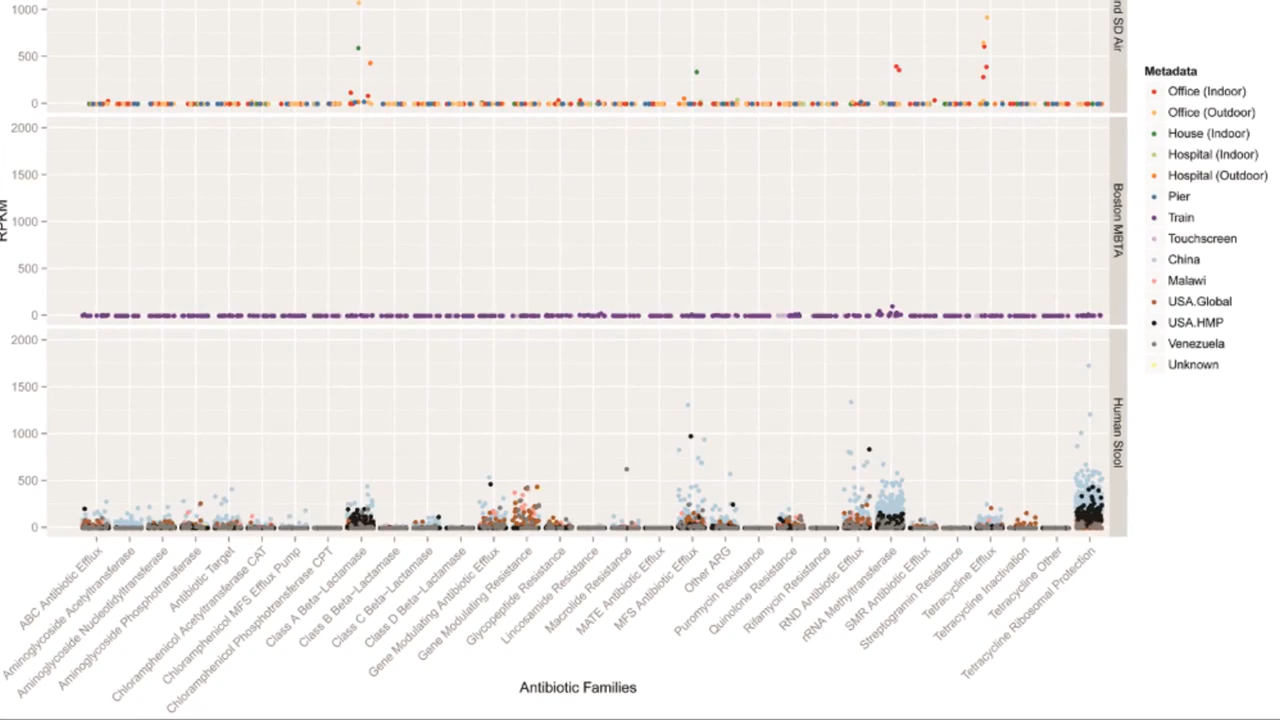 1000
500
0
nd SD Air
2000
1500
1000
500
0
Boston MBTA
RPKM
2000
1500
1000
500
0
Human Stool
ABC Antibiotic Efflux
Aminoglycoside Acetyltransferase
Aminoglycoside Nucleotidyltransferase
Aminoglycoside Phosphotransferase
Antibiotic Target
Chloramphenicol Acetyltransferase CAT
Chloramphenicol MFS Efflux Pump
Chloramphenicol Phosphotransferase CPT
Class A Beta-Lactamase
Class B Beta-Lactamase
Class C Beta-Lactamase
Class D Beta-Lactamase
Gene Modulating Antibiotic Efflux
Gene Modulating Resistance
Glycopeptide Resistance
Lincosamide Resistance
Macrolide Resistance
MATE Antibiotic Efflux
MFS Antibiotic Efflux
Other ARG
Puromycin Resistance
Quinolone Resistance
Rifamycin Resistance
RND Antibiotic Efflux
rRNA Methyltransferase
SMR Antibiotic Efflux
Streptogramin Resistance
Tetracycline Efflux
Tetracycline Inactivation
Tetracycline Other
Tetracycline Ribosomal Protection
Antibiotic Families
Metadata
Office (Indoor)
Office (Outdoor)
House (Indoor)
Hospital (Indoor)
Hospital (Outdoor)
Pier
Train
Touchscreen
China
Malawi
USA.Global
USA.HMP
Venezuela
Unknown